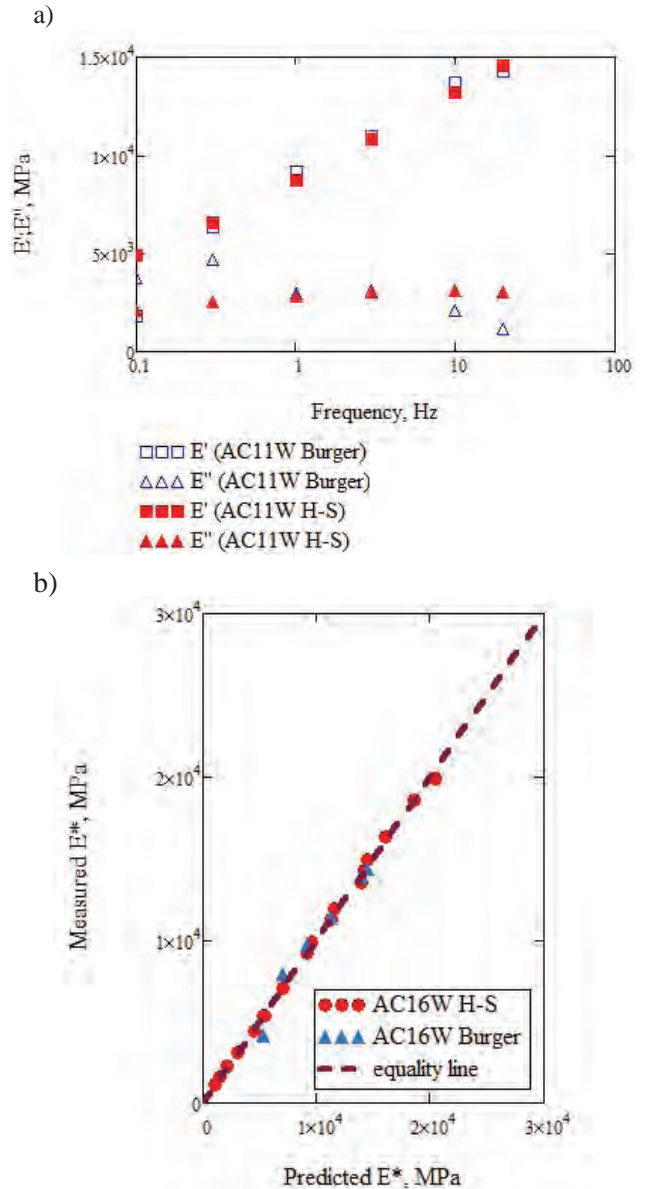 a)
1.5×10⁴
1×10⁴
5×10³
0
E';E'', MPa
0.1 1 10 100
Frequency, Hz
E' (AC11W Burger)
E" (AC11W Burger)
E' (AC11W H-S)
E" (AC11W H-S)
b)
3×10⁴
2×10⁴
1×10⁴
0
Measured E*, MPa
AC16W H-S
AC16W Burger
equality line
0 1×10⁴ 2×10⁴ 3×10⁴
Predicted E*, MPa